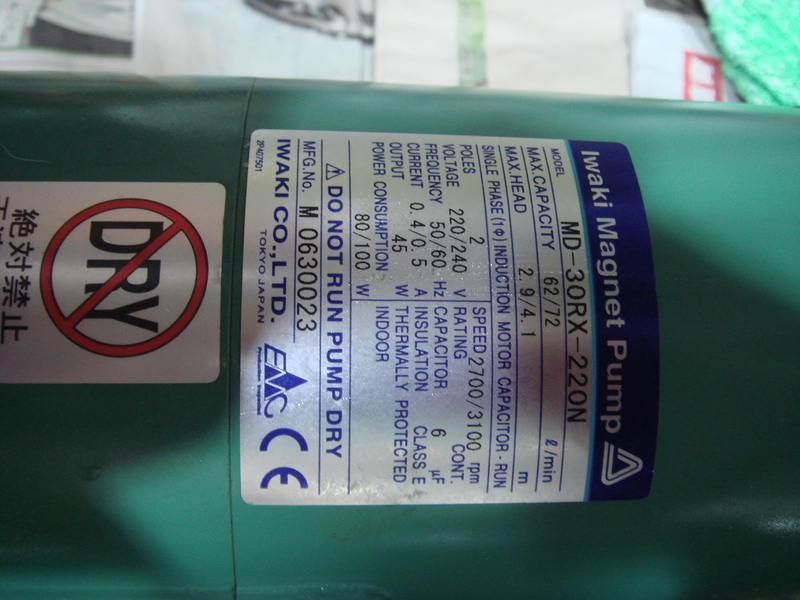 Iwaki Magnet Pump
MODEL MD-30RX-220N
MAX.CAPACITY 62/72 ℓ/min
MAX.HEAD 2.9/4.1 m
SINGLE PHASE(1Φ)INDUCTION MOTOR CAPACITOR-RUN
POLES 2 SPEED 2700/3100 rpm
VOLTAGE 220/240 V RATING CONT.
FREQUENCY 50/60 Hz CAPACITOR 6 μF
CURRENT 0.4/0.5 A INSULATION CLASS E
OUTPUT 45 W THERMALLY PROTECTED
POWER CONSUMPTION INDOOR
80/100 W
⚠ DO NOT RUN PUMP DRY
MFG.No. M 0630023
IWAKI CO.,LTD. EMC CE
TOKYO JAPAN
2P407501
DRY
絶対禁止